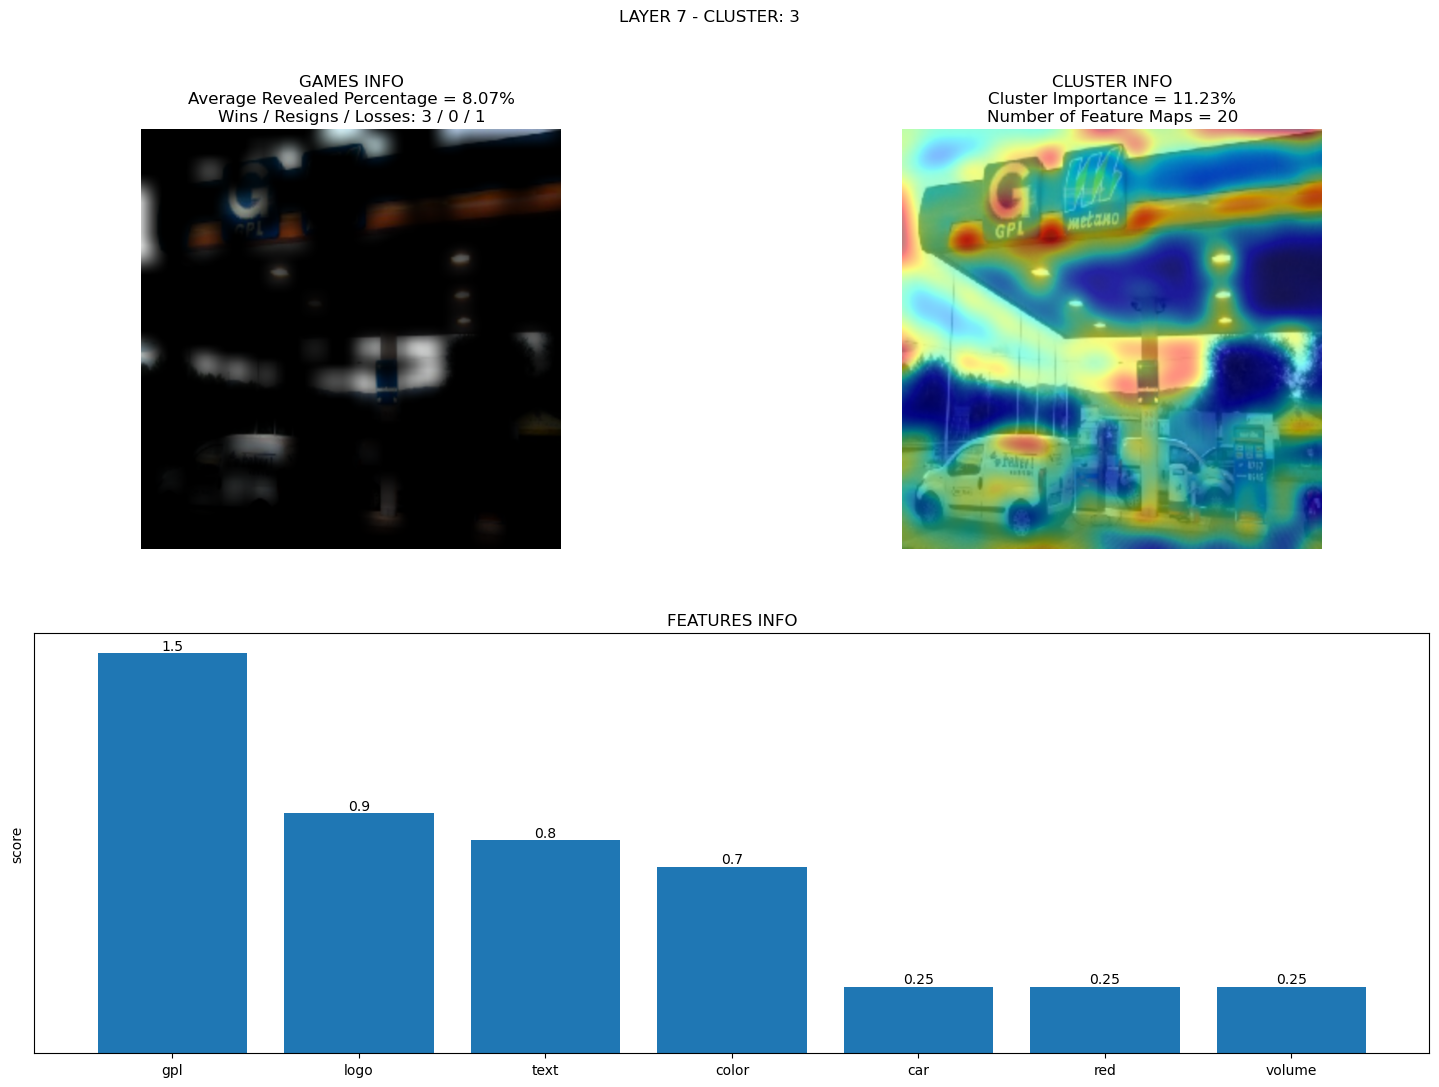 LAYER 7 - CLUSTER: 3
GAMES INFO
Average Revealed Percentage = 8.07%
Wins / Resigns / Losses: 3 / 0 / 1
G
GPL
CLUSTER INFO
Cluster Importance = 11.23%
Number of Feature Maps = 20
G
GPL
metano
FEATURES INFO
score
1.5
0.9
0.8
0.7
0.25
0.25
0.25
gpl
logo
text
color
car
red
volume